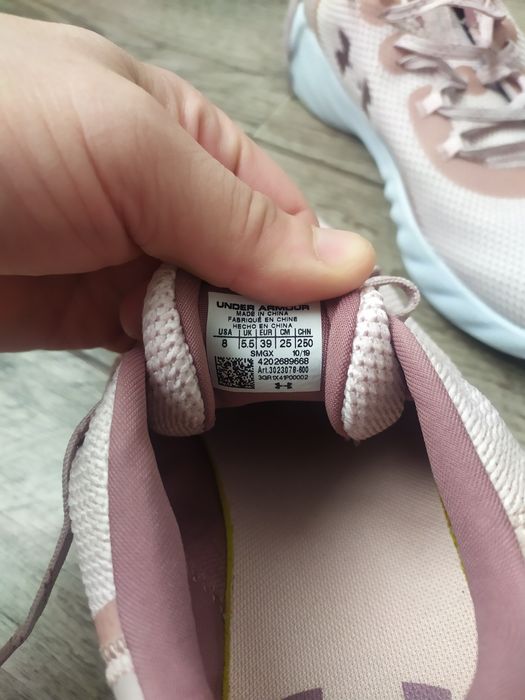 UNDER ARMOUR
MADE IN CHINA
FABRIQUÉ EN CHINE
HECHO EN CHINA
USA UK EUR CM CHN
8 5.5 39 25 250
SMGX 10/19
4202689668
Art.3023078-600
3GR1X41P00002